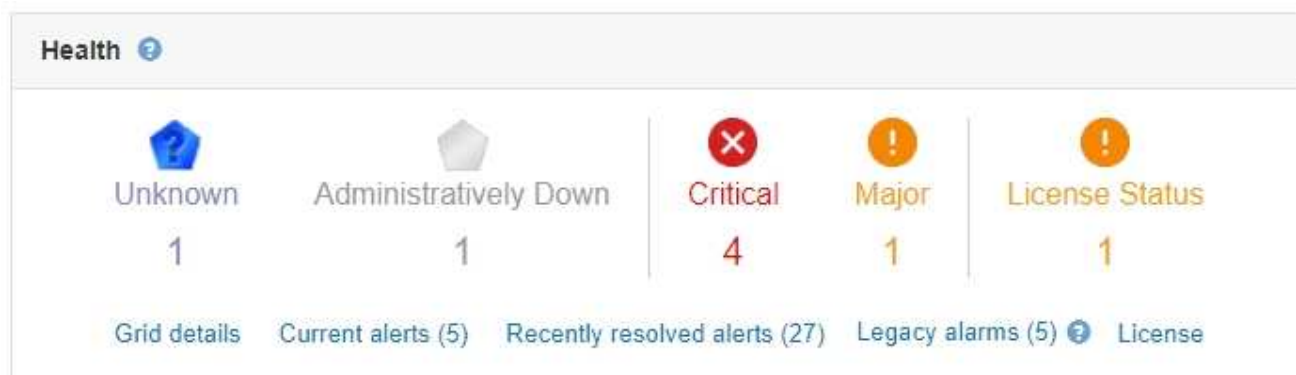 Health
Unknown Administratively Down Critical Major License Status
1 1 4 1 1
Grid details Current alerts (5) Recently resolved alerts (27) Legacy alarms (5) License